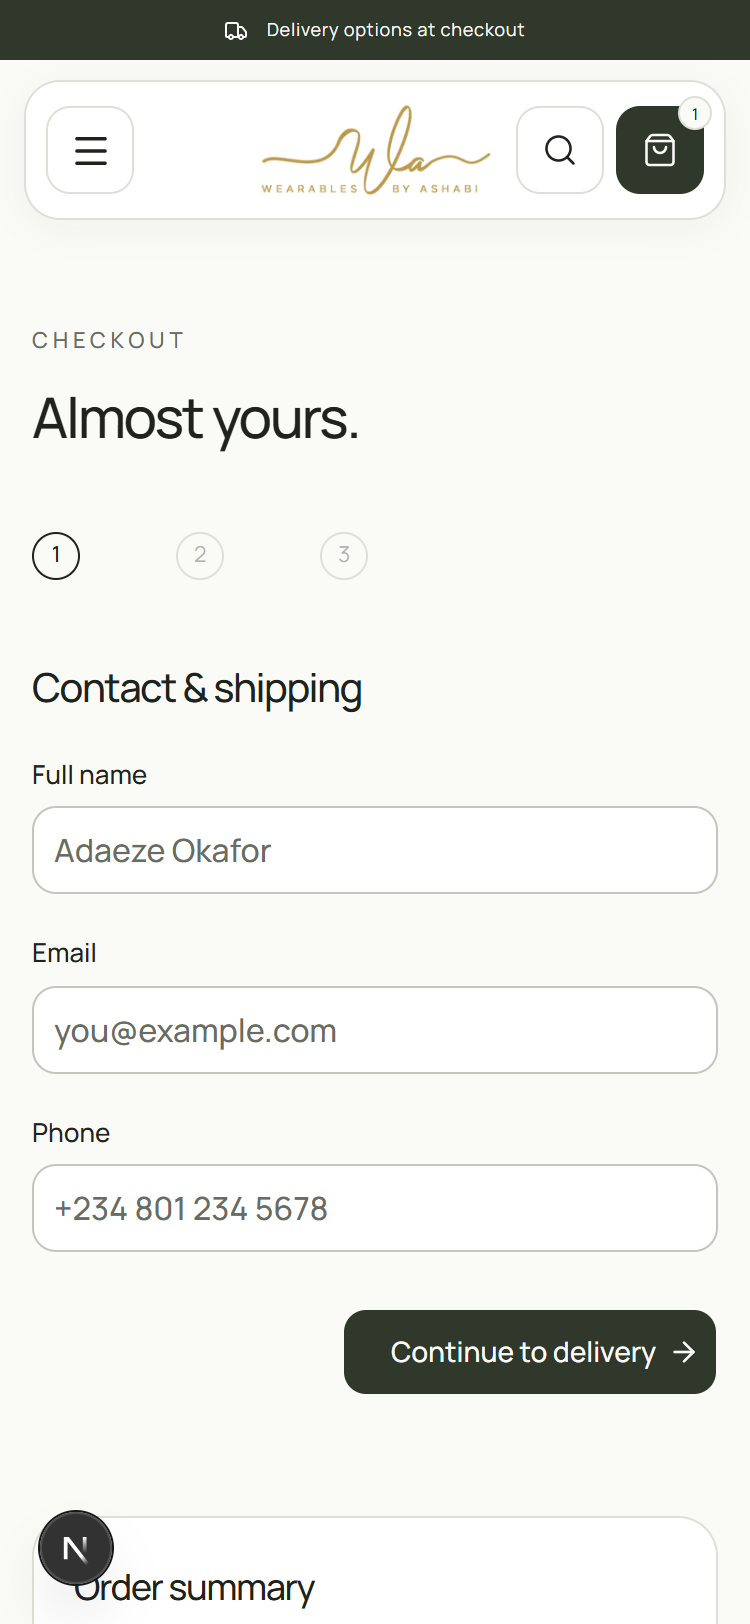 Delivery options at checkout
1
Wa
WEARABLES BY ASHABI
CHECKOUT
Almost yours.
1 2 3
Contact & shipping
Full name
Adaeze Okafor
Email
you@example.com
Phone
+234 801 234 5678
Continue to delivery →
N
Order summary